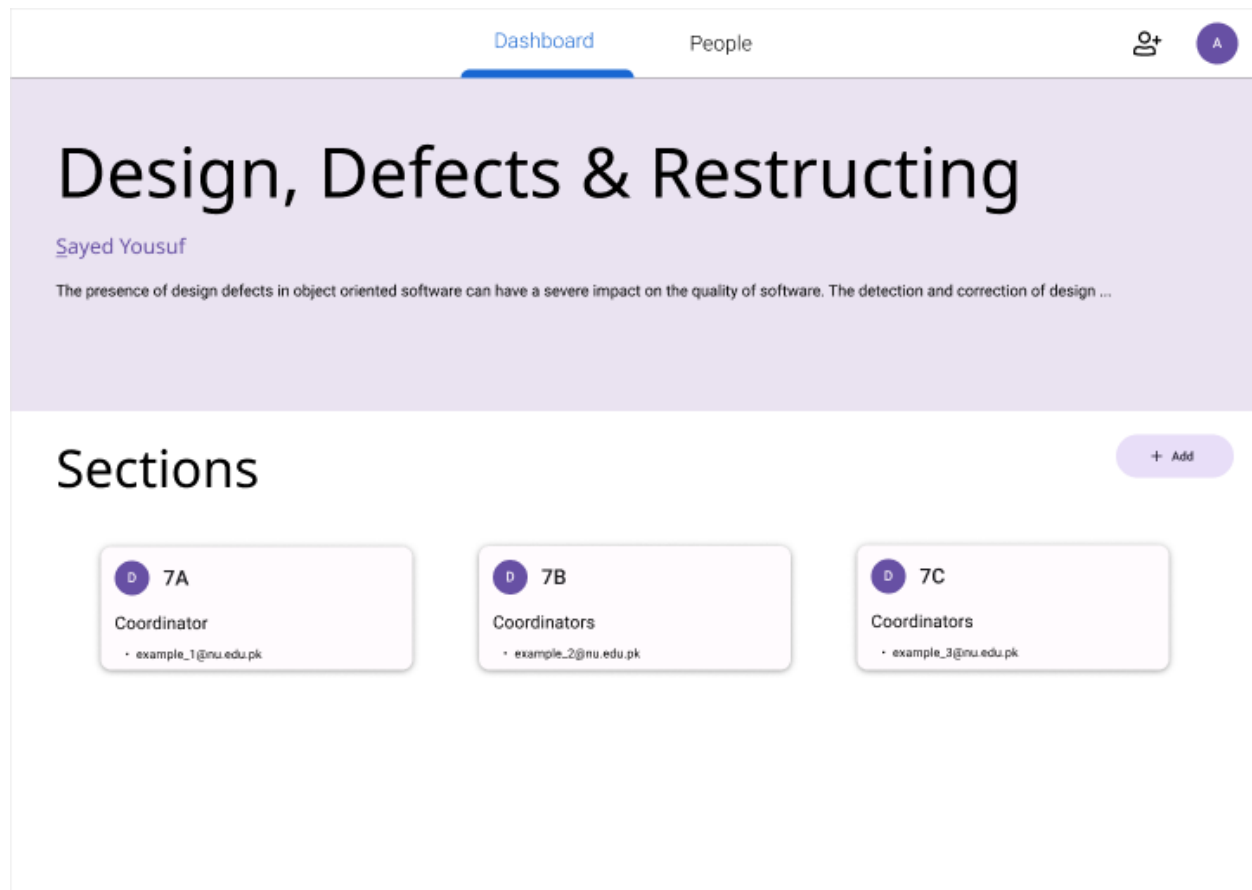 Dashboard People A
Design, Defects & Restructing
Sayed Yousuf
The presence of design defects in object oriented software can have a severe impact on the quality of software. The detection and correction of design ...
Sections
+ Add
D 7A
Coordinator
• example_1@nu.edu.pk
D 7B
Coordinators
• example_2@nu.edu.pk
D 7C
Coordinators
• example_3@nu.edu.pk